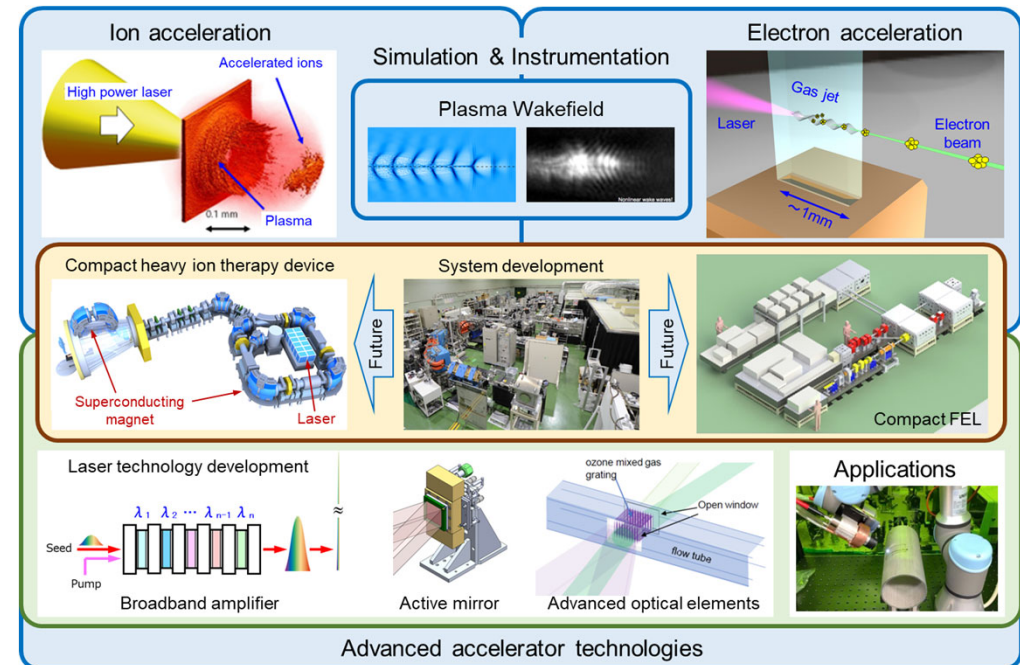 Ion acceleration
High power laser
Accelerated ions
0.1 mm
Plasma
Simulation & Instrumentation
Plasma Wakefield
Nonlinear wake waves!
Electron acceleration
Laser
Gas jet
Electron
beam
~1mm
Compact heavy ion therapy device
Superconducting
magnet
Laser
Future
System development
Future
Compact FEL
Laser technology development
λ1 λ2 ··· λn-1 λn
Seed
Pump
≈
Broadband amplifier
Active mirror
ozone mixed gas
grating
Open window
flow tube
Advanced optical elements
Applications
Advanced accelerator technologies